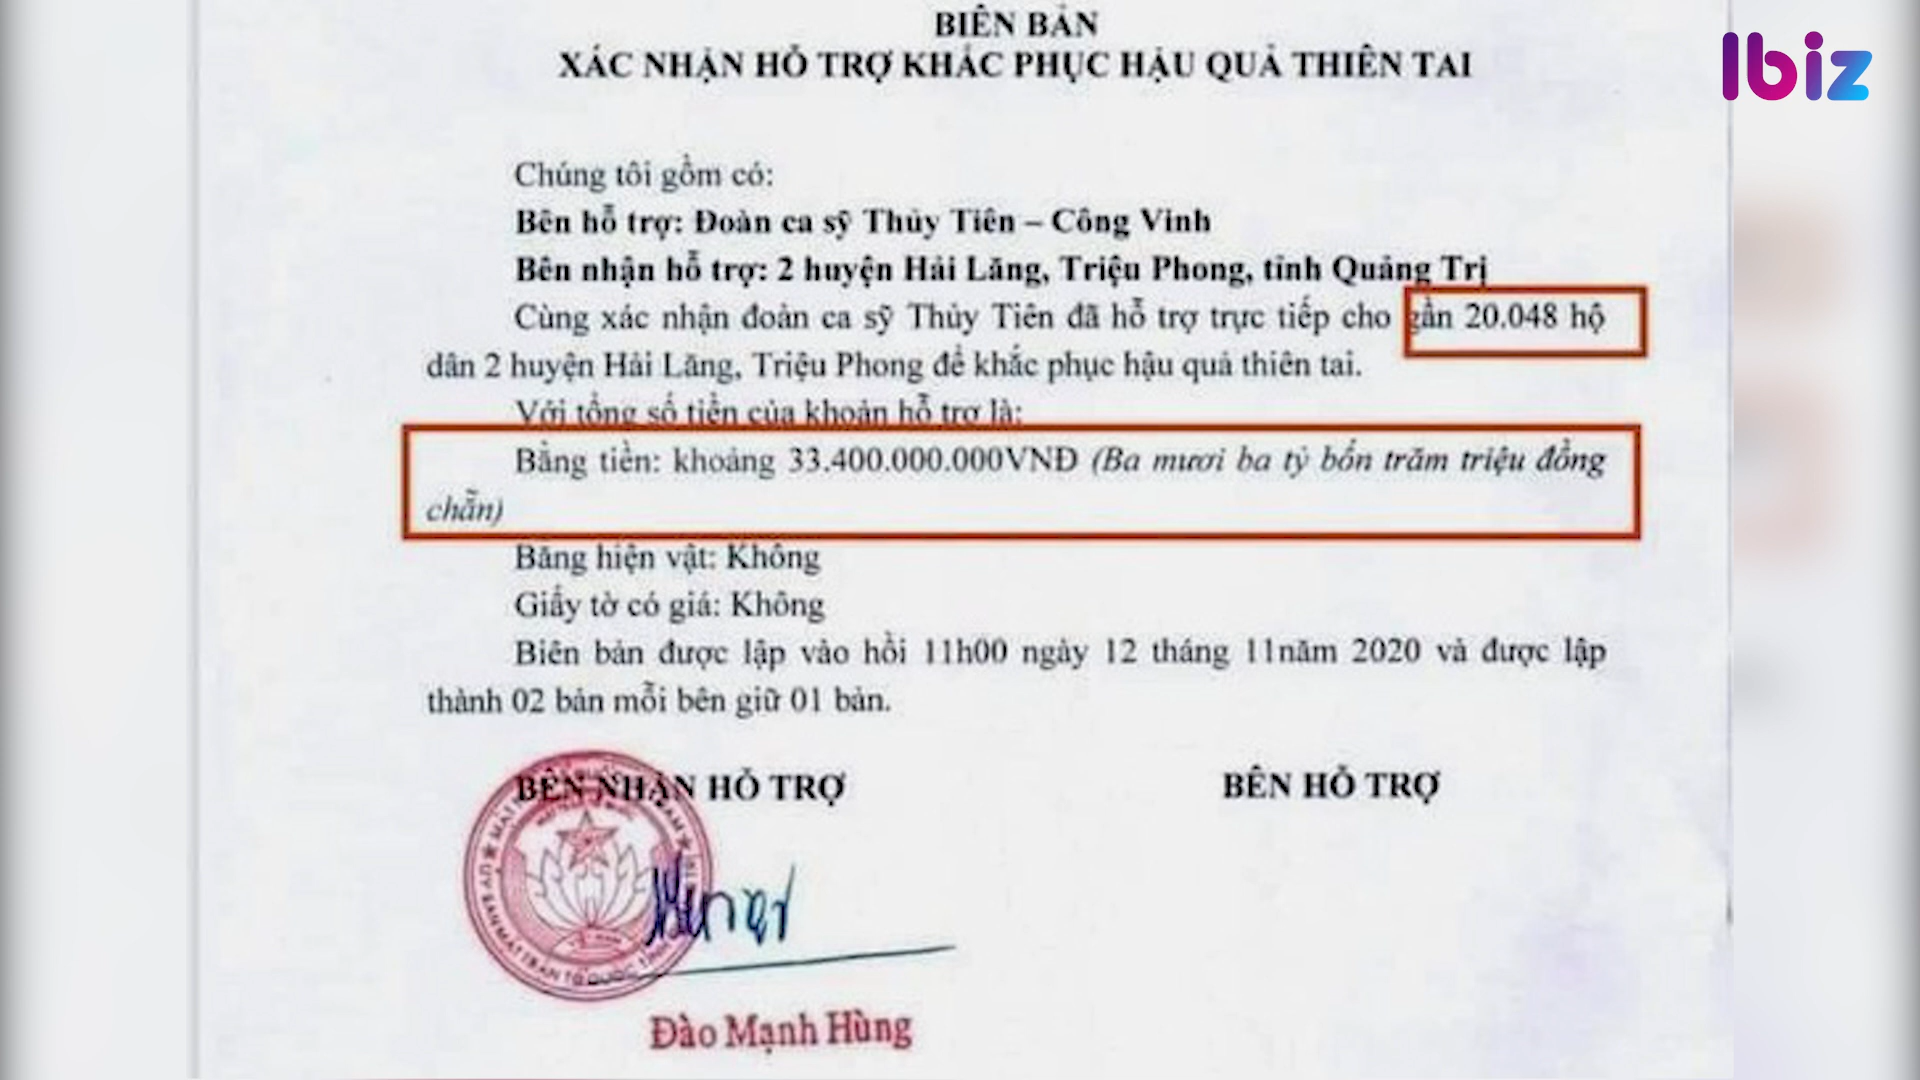 BIÊN BẢN
XÁC NHẬN HỖ TRỢ KHẮC PHỤC HẬU QUẢ THIÊN TAI
Ibiz
Chúng tôi gồm có:
Bên hỗ trợ: Đoàn ca sỹ Thủy Tiên – Công Vinh
Bên nhận hỗ trợ: 2 huyện Hải Lăng, Triệu Phong, tỉnh Quảng Trị
Cùng xác nhận đoàn ca sỹ Thủy Tiên đã hỗ trợ trực tiếp cho gần 20.048 hộ
dân 2 huyện Hải Lăng, Triệu Phong để khắc phục hậu quả thiên tai.
Với tổng số tiền của khoản hỗ trợ là:
Bằng tiền: khoảng 33.400.000.000VNĐ (Ba mươi ba tỷ bốn trăm triệu đồng
chẵn)
Bằng hiện vật: Không
Giấy tờ có giá: Không
Biên bản được lập vào hồi 11h00 ngày 12 tháng 11năm 2020 và được lập
thành 02 bản mỗi bên giữ 01 bản.
BÊN NHẬN HỖ TRỢ
BÊN HỖ TRỢ
Đào Mạnh Hùng